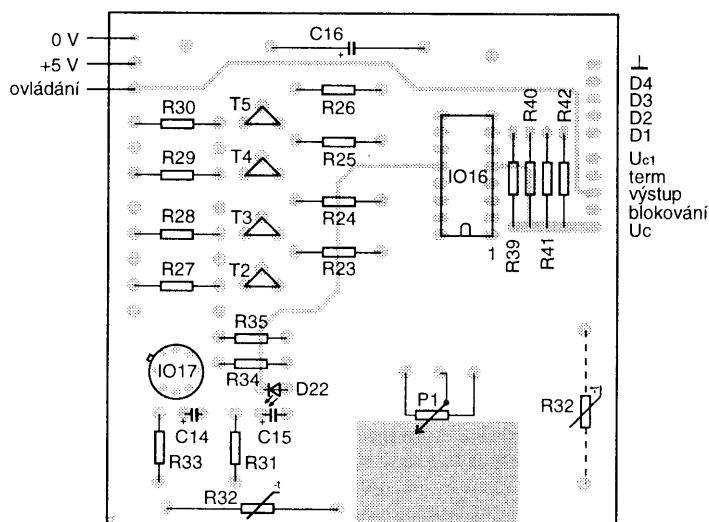 0 V
+5 V
ovládání
C16
+
R30
T5
R26
R29
T4
R25
R28
T3
R24
R27
T2
R23
IO16
1
R40
R42
R39
R41
⊥
D4
D3
D2
D1
Uc1
term
výstup
blokování
Uc
R35
R34
IO17
D22
+
C14
+
C15
R33
R31
P1
R32
-t
R32
-t